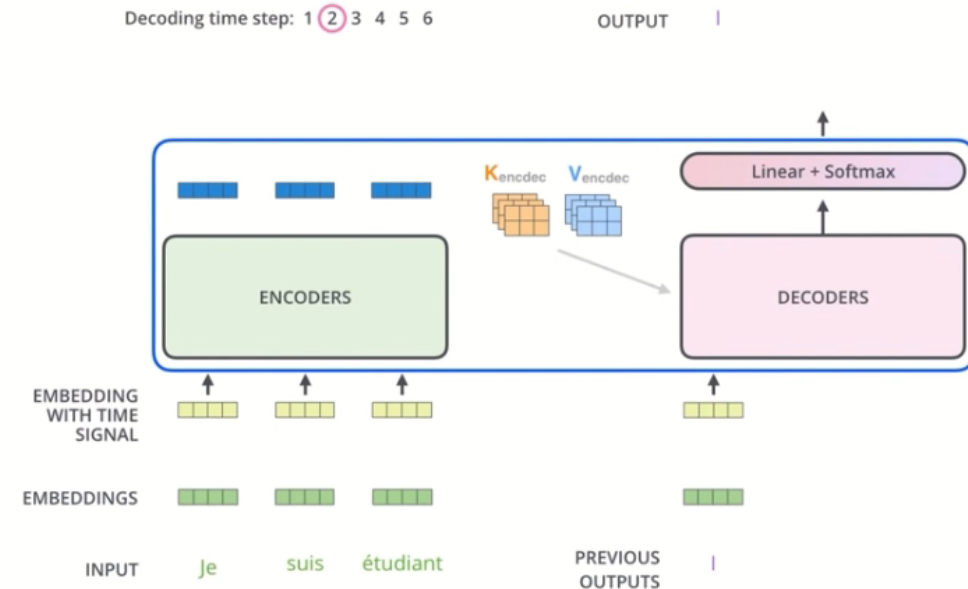 Decoding time step: 1 2 3 4 5 6
OUTPUT I
Kencdec Vencdec
Linear + Softmax
ENCODERS
DECODERS
EMBEDDING
WITH TIME
SIGNAL
EMBEDDINGS
INPUT Je suis étudiant
PREVIOUS
OUTPUTS I